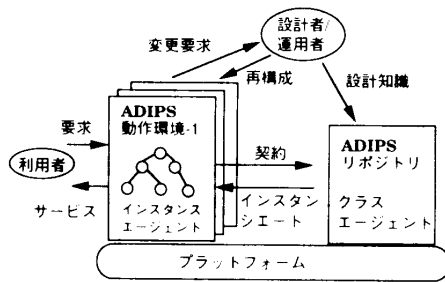 設計者/
運用者
変更要求
再構成
設計知識
ADIPS
動作環境-1
要求
利用者
サービス
インスタンス
エージェント
契約
インスタン
シエート
ADIPS
リポジトリ
クラス
エージェント
プラットフォーム